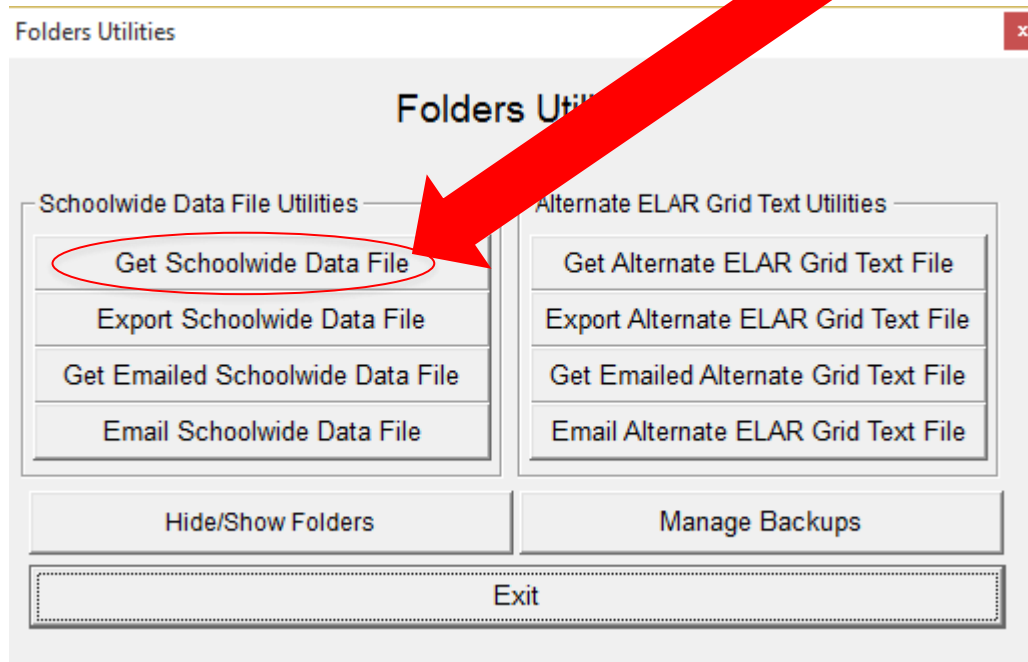 Folders Utilities
x
Folders Utili
Schoolwide Data File Utilities
Get Schoolwide Data File
Export Schoolwide Data File
Get Emailed Schoolwide Data File
Email Schoolwide Data File
Alternate ELAR Grid Text Utilities
Get Alternate ELAR Grid Text File
Export Alternate ELAR Grid Text File
Get Emailed Alternate Grid Text File
Email Alternate ELAR Grid Text File
Hide/Show Folders
Manage Backups
Exit